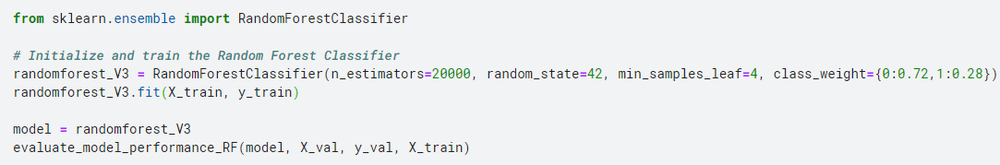 from sklearn.ensemble import RandomForestClassifier
# Initialize and train the Random Forest Classifier
randomforest_V3 = RandomForestClassifier(n_estimators=20000, random_state=42, min_samples_leaf=4, class_weight={0:0.72,1:0.28})
randomforest_V3.fit(X_train, y_train)
model = randomforest_V3
evaluate_model_performance_RF(model, X_val, y_val, X_train)